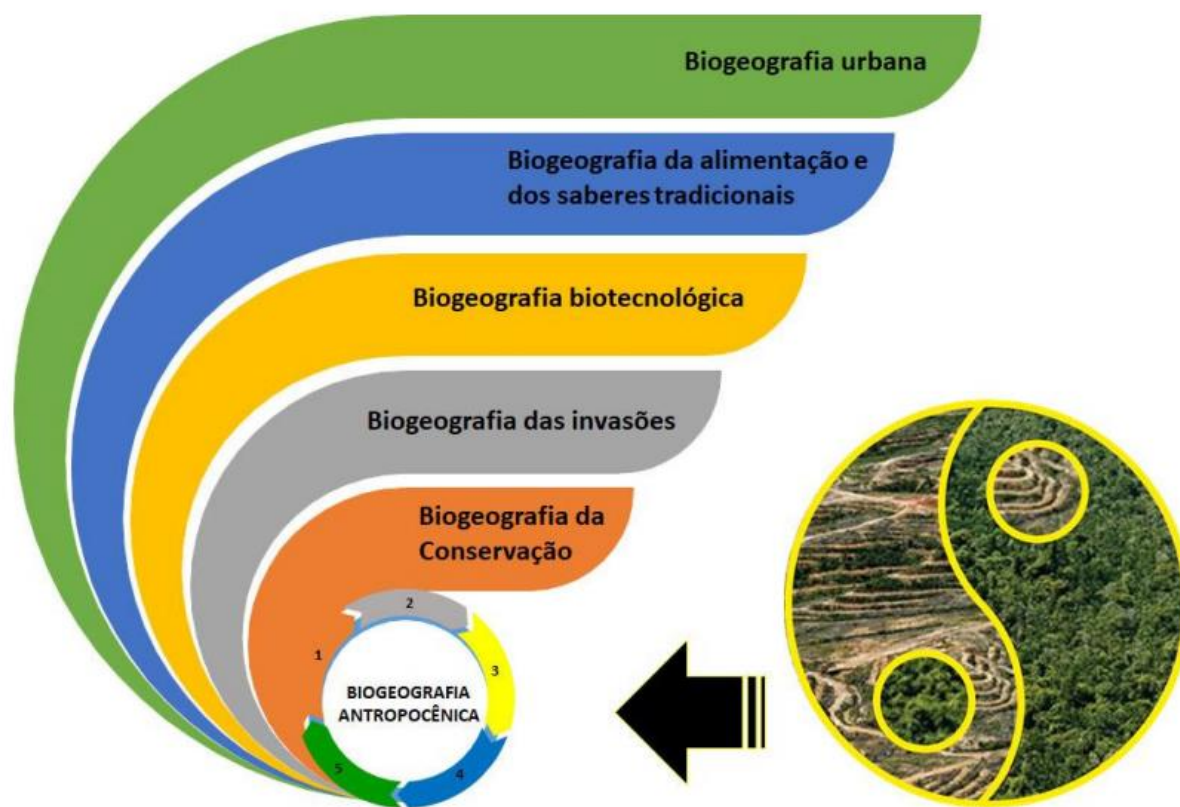 Biogeografia urbana
Biogeografia da alimentação e
dos saberes tradicionais
Biogeografia biotecnológica
Biogeografia das invasões
Biogeografia da
Conservação
2
1
3
BIOGEOGRAFIA
ANTROPOCÊNICA
5
4